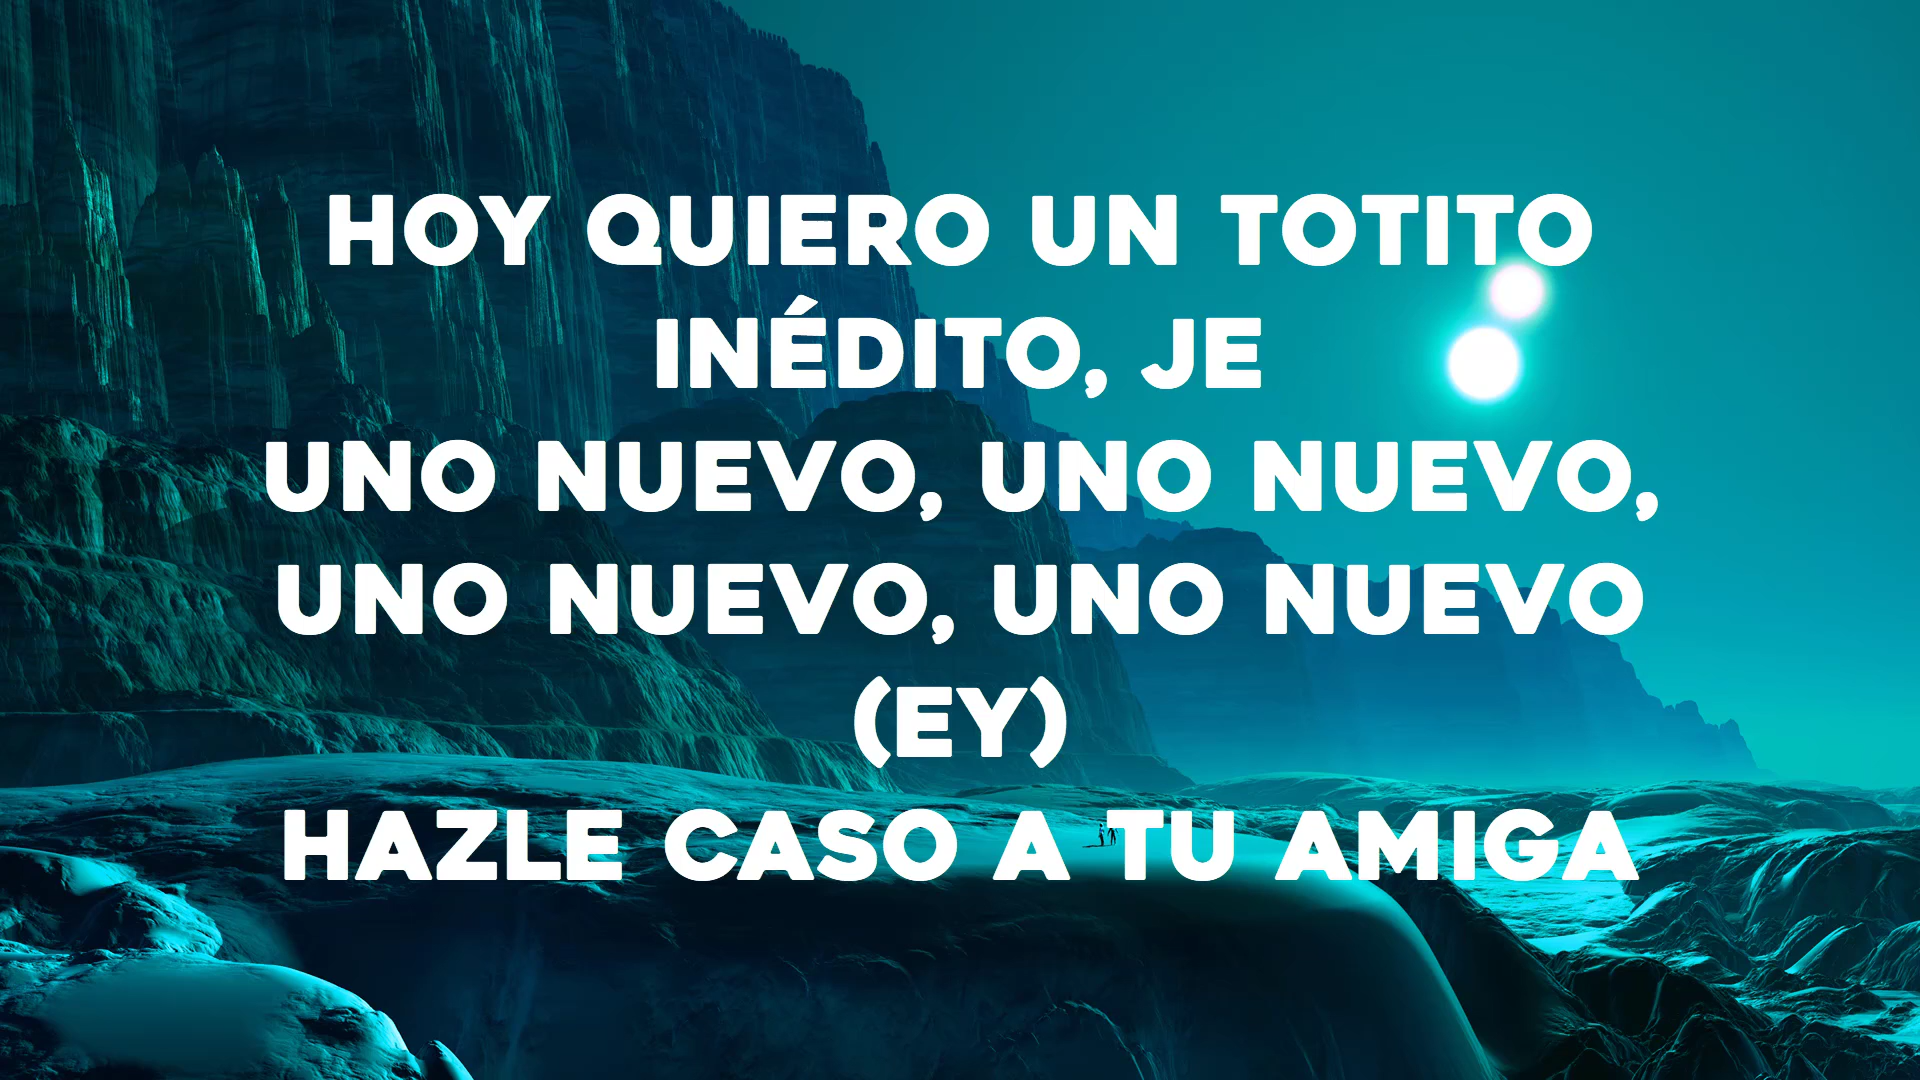 HOY QUIERO UN TOTITO
INÉDITO, JE
UNO NUEVO, UNO NUEVO,
UNO NUEVO, UNO NUEVO
(EY)
HAZLE CASO A TU AMIGA